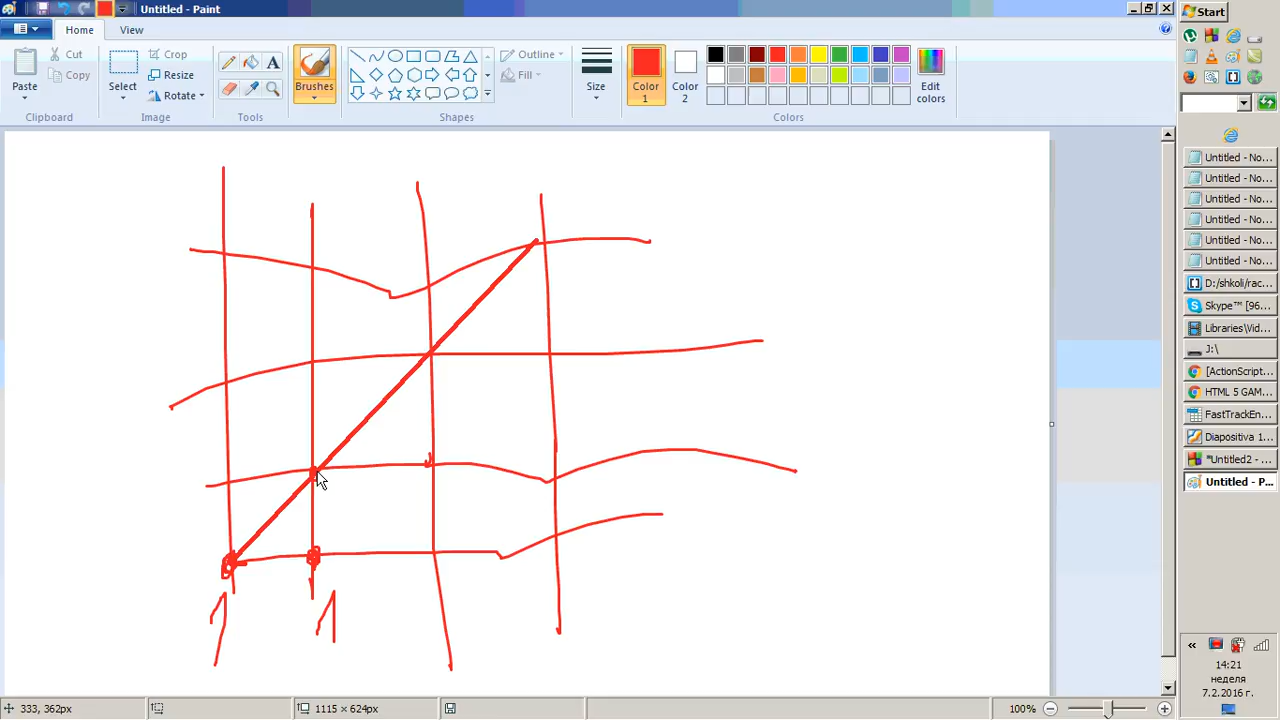 Untitled - Paint
Home
View
Paste
Cut
Copy
Clipboard
Select
Crop
Resize
Rotate
Image
A
Tools
Brushes
Outline
Fill
Shapes
Size
Color 1
Color 2
Edit colors
Colors
1
1
333, 362px
1115 × 624px
100%
Start
Untitled - No...
Untitled - No...
Untitled - No...
Untitled - No...
Untitled - No...
Untitled - No...
D:/shkoli/rac...
Skype™ [96...
Libraries\Vid...
J:\
[ActionScript...
HTML 5 GAM...
FastTrackEn...
Diapositiva 1...
*Untitled2 - ...
Untitled - P...
14:21
неделя
7.2.2016 г.